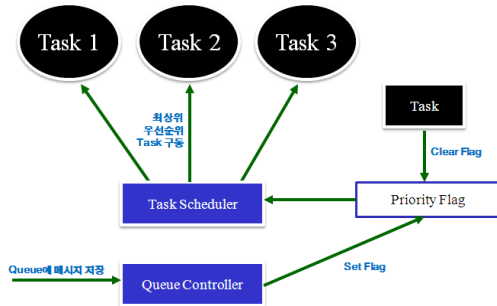 Task 1
Task 2
Task 3
최상위
우선순위
Task 구동
Task
Clear Flag
Task Scheduler
Priority Flag
Queue에 메시지 저장
Queue Controller
Set Flag